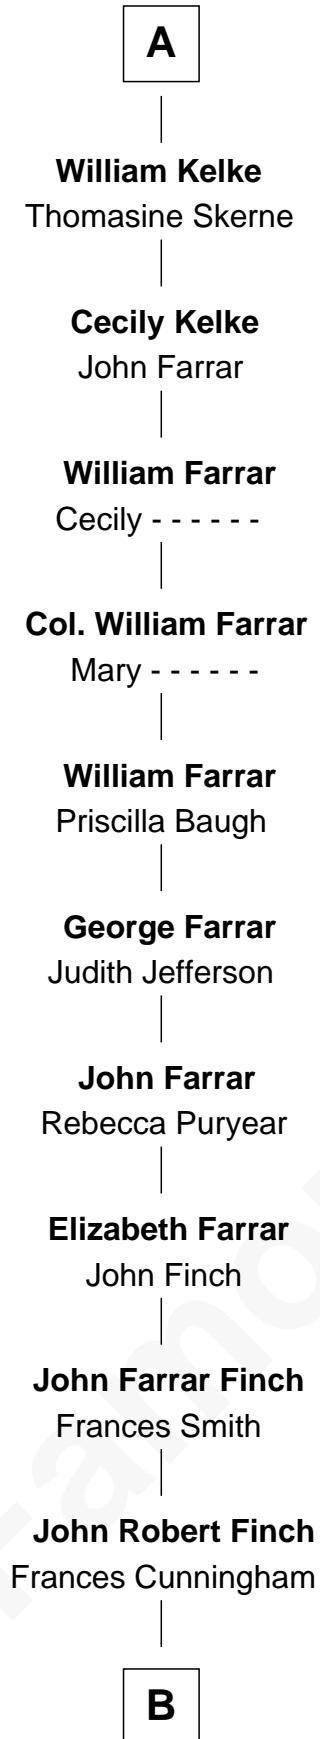 A
William Kelke
Thomasine Skerne
Cecily Kelke
John Farrar
William Farrar
Cecily - - - - - -
Col. William Farrar
Mary - - - - - -
William Farrar
Priscilla Baugh
George Farrar
Judith Jefferson
John Farrar
Rebecca Puryear
Elizabeth Farrar
John Finch
John Farrar Finch
Frances Smith
John Robert Finch
Frances Cunningham
B